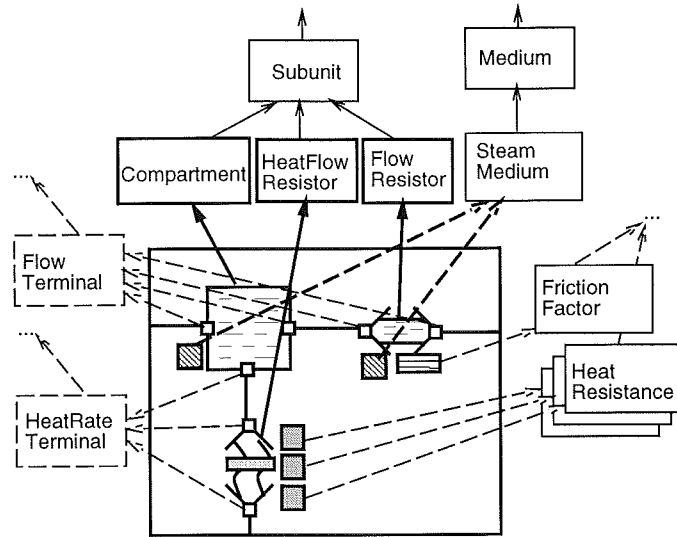 Subunit
Medium
Compartment
HeatFlow
Resistor
Flow
Resistor
Steam
Medium
....
...
Flow
Terminal
Friction
Factor
....
Heat
Resistance
HeatRate
Terminal